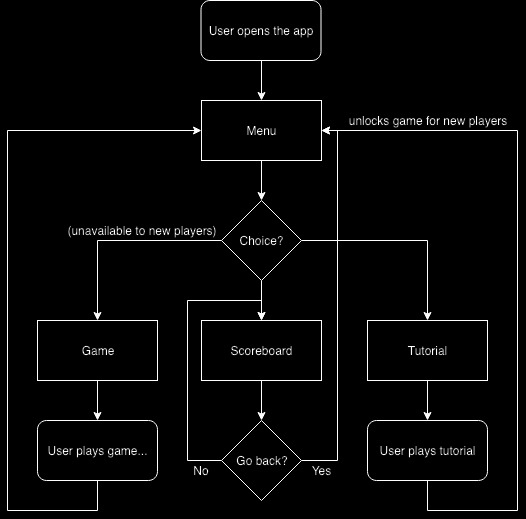 User opens the app
Menu
unlocks game for new players
Choice?
(unavailable to new players)
Game
Scoreboard
Tutorial
User plays game...
Go back?
User plays tutorial
No
Yes